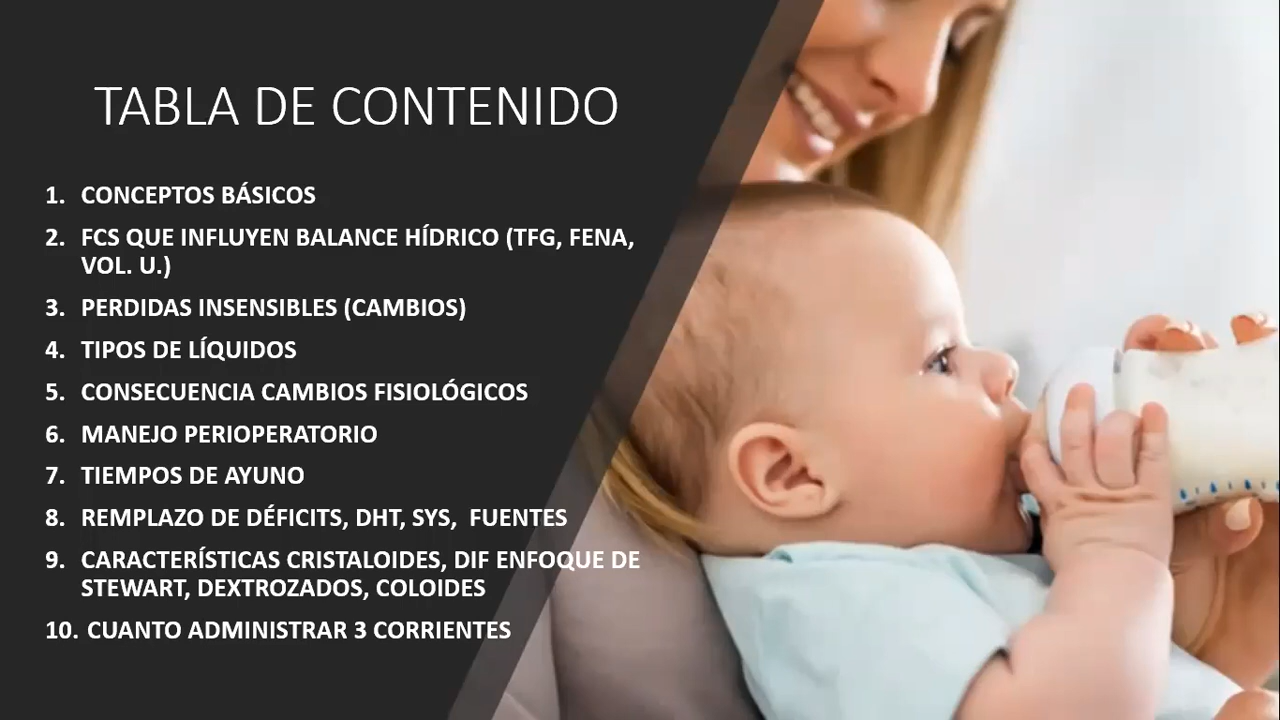 TABLA DE CONTENIDO
1. CONCEPTOS BÁSICOS
2. FCS QUE INFLUYEN BALANCE HÍDRICO (TFG, FENA,
VOL. U.)
3. PERDIDAS INSENSIBLES (CAMBIOS)
4. TIPOS DE LÍQUIDOS
5. CONSECUENCIA CAMBIOS FISIOLÓGICOS
6. MANEJO PERIOPERATORIO
7. TIEMPOS DE AYUNO
8. REMPLAZO DE DÉFICITS, DHT, SYS, FUENTES
9. CARACTERÍSTICAS CRISTALOIDES, DIF ENFOQUE DE
STEWART, DEXTROZADOS, COLOIDES
10. CUANTO ADMINISTRAR 3 CORRIENTES